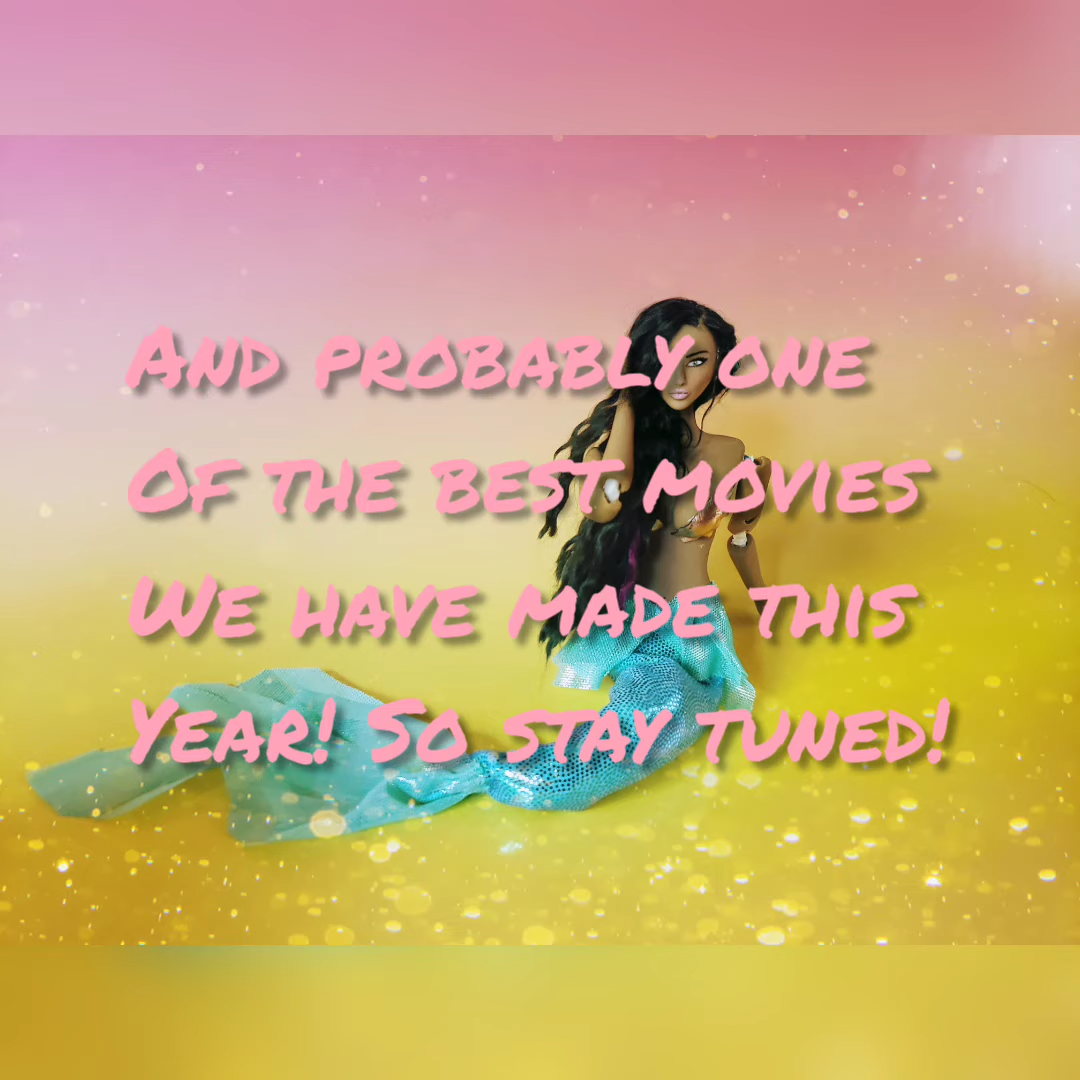 And probably one
Of the best movies
We have made this
Year! So stay tuned!